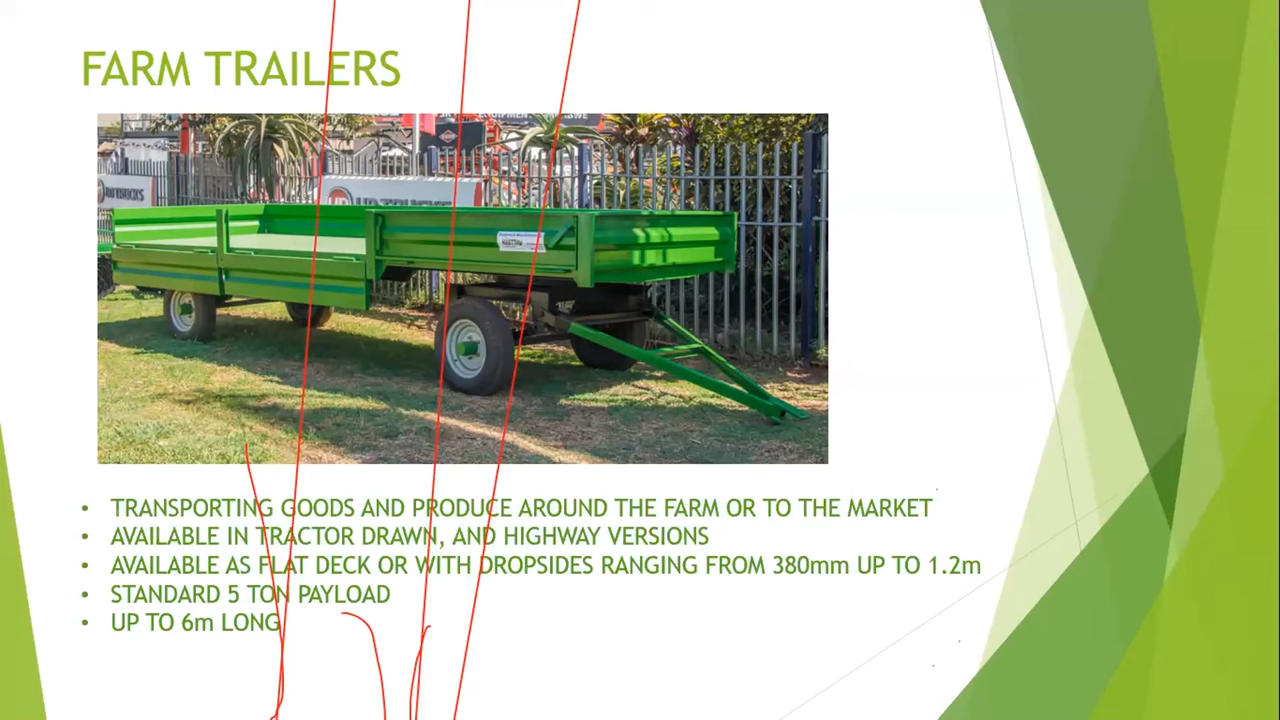 FARM TRAILERS
• TRANSPORTING GOODS AND PRODUCE AROUND THE FARM OR TO THE MARKET
• AVAILABLE IN TRACTOR DRAWN, AND HIGHWAY VERSIONS
• AVAILABLE AS FLAT DECK OR WITH DROPSIDES RANGING FROM 380mm UP TO 1.2m
• STANDARD 5 TON PAYLOAD
• UP TO 6m LONG